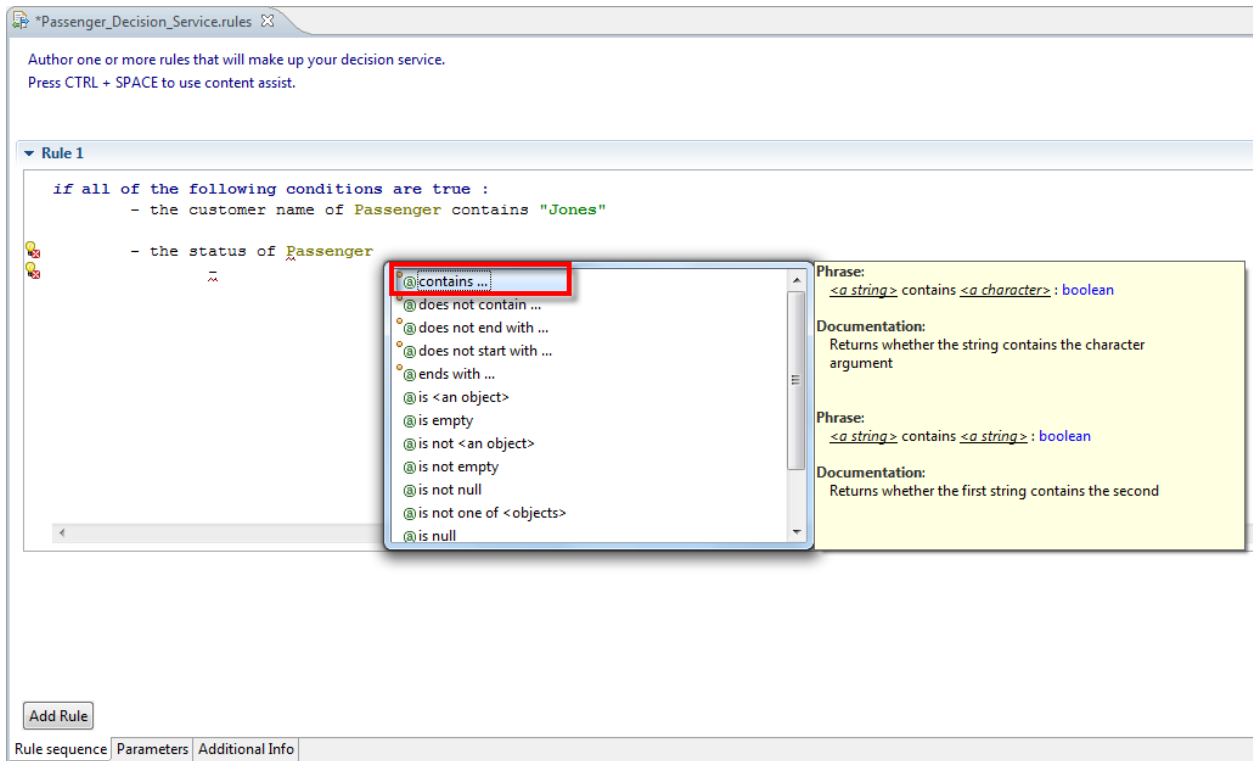 *Passenger_Decision_Service.rules
Author one or more rules that will make up your decision service.
Press CTRL + SPACE to use content assist.
Rule 1
if all of the following conditions are true :
- the customer name of Passenger contains "Jones"
- the status of Passenger
-
contains ...
does not contain ...
does not end with ...
does not start with ...
ends with ...
is <an object>
is empty
is not <an object>
is not empty
is not null
is not one of <objects>
is null
Phrase:
<a string> contains <a character> : boolean
Documentation:
Returns whether the string contains the character
argument
Phrase:
<a string> contains <a string> : boolean
Documentation:
Returns whether the first string contains the second
Add Rule
Rule sequence Parameters Additional Info